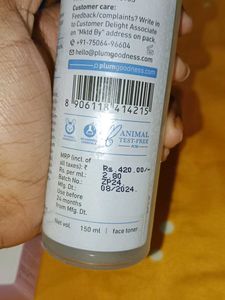 Customer care:
Feedback/complaints? Write in
to Customer Delight Associate
on "Mktd By" address on pack
+91-75064-96604
hello@plumgoodness.com
plumgoodness.com
8 906118 414215
ANIMAL
TEST-FREE
MRP (incl. of
all taxes): ₹ Rs.420.00/-
Rs. per ml.: 2.80
Batch No.: ZP24
Mfg. Dt.: 08/2024.
Use before
24 months
from Mfg. Dt.
Net vol. 150 ml | face toner